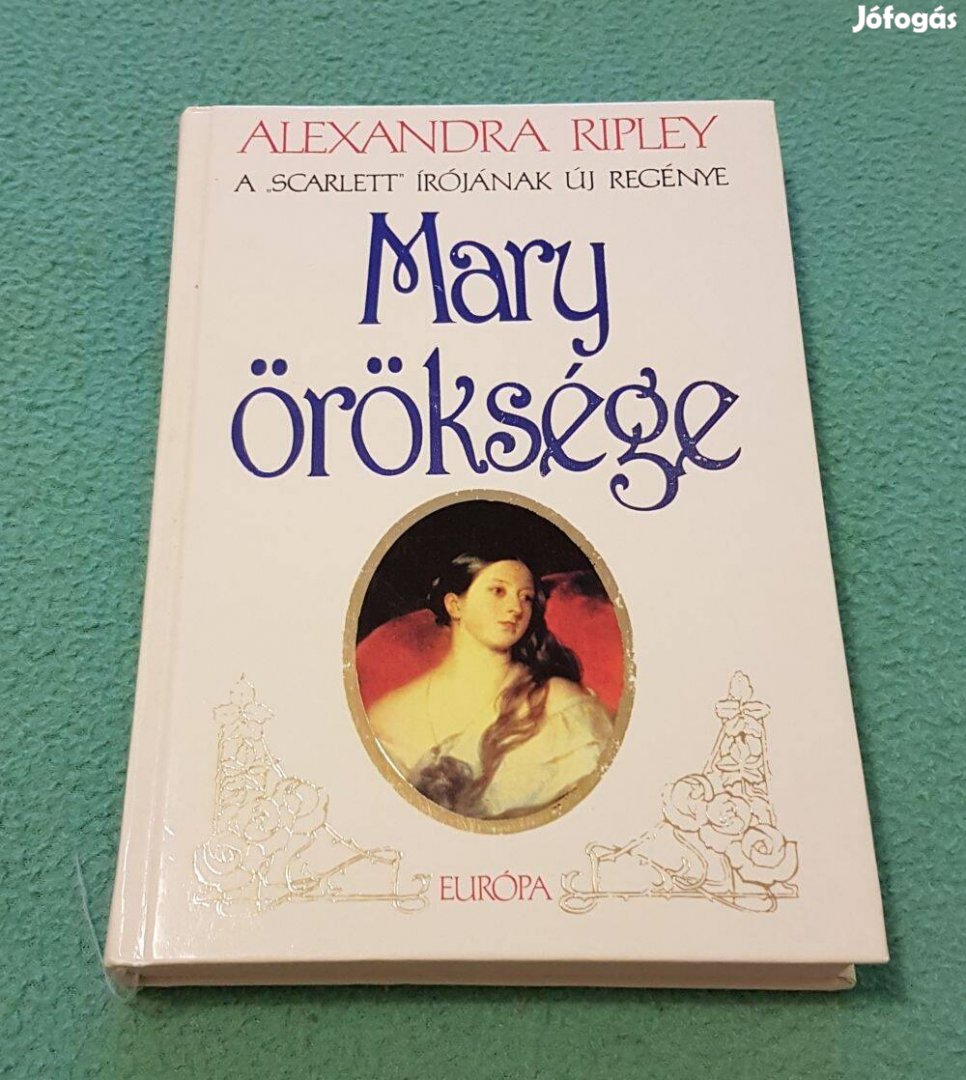 Jófogás
ALEXANDRA RIPLEY
A „SCARLETT" ÍRÓJÁNAK ÚJ REGÉNYE
Mary
öröksége
EURÓPA